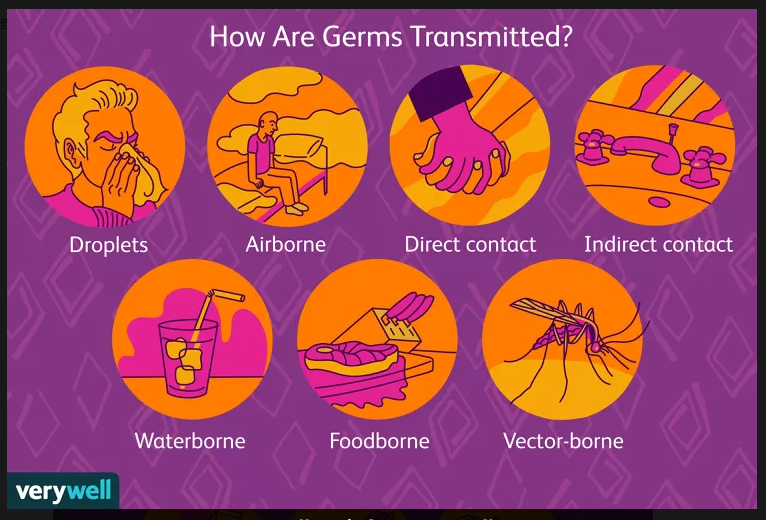 How Are Germs Transmitted?
Droplets
Airborne
Direct contact
Indirect contact
Waterborne
Foodborne
Vector-borne
verywell